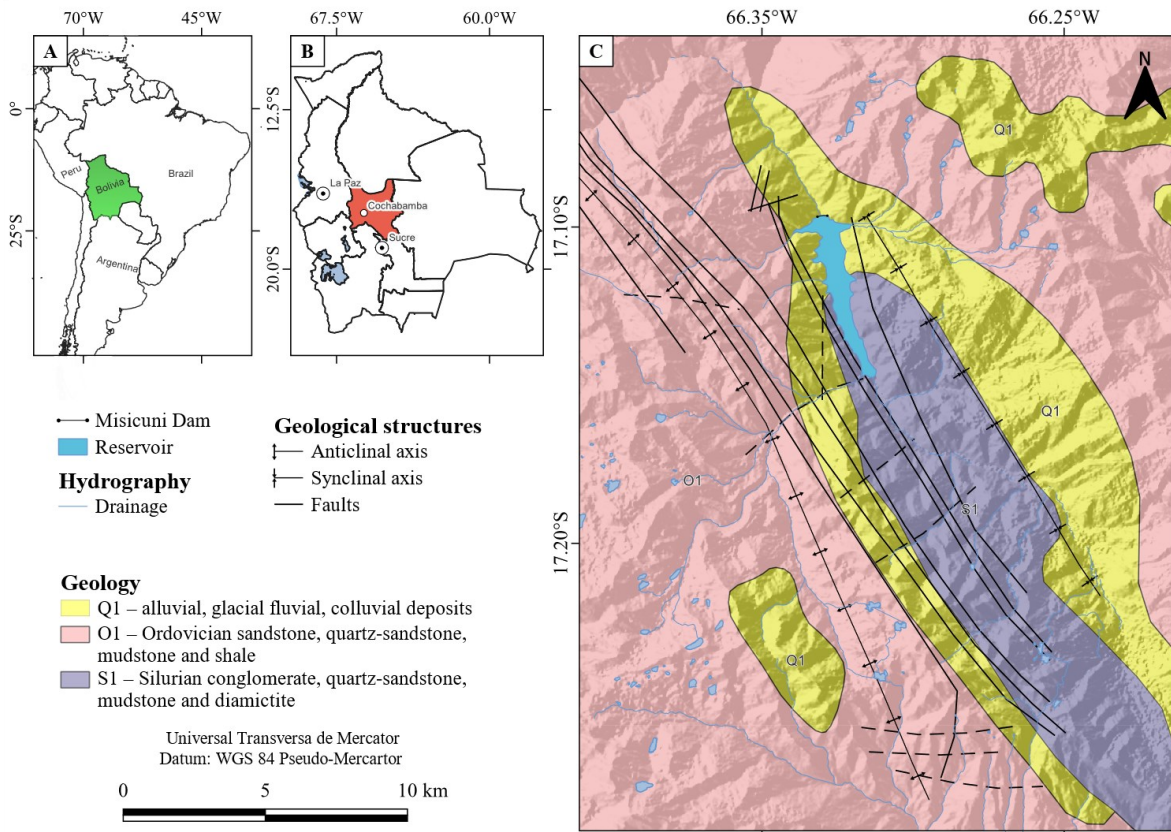 70°W
45°W
67.5°W
60.0°W
66.35°W
66.25°W
A
B
C
0°
25°S
12.5°S
20.0°S
17.10°S
17.20°S
Peru
Bolivia
Brazil
Argentina
La Paz
Cochabamba
Sucre
N
Q1
Q1
O1
S1
Q1
Misicuni Dam
Reservoir
Hydrography
Drainage
Geological structures
Anticlinal axis
Synclinal axis
Faults
Geology
Q1 – alluvial, glacial fluvial, colluvial deposits
O1 – Ordovician sandstone, quartz-sandstone,
mudstone and shale
S1 – Silurian conglomerate, quartz-sandstone,
mudstone and diamictite
Universal Transversa de Mercator
Datum: WGS 84 Pseudo-Mercartor
0 5 10 km